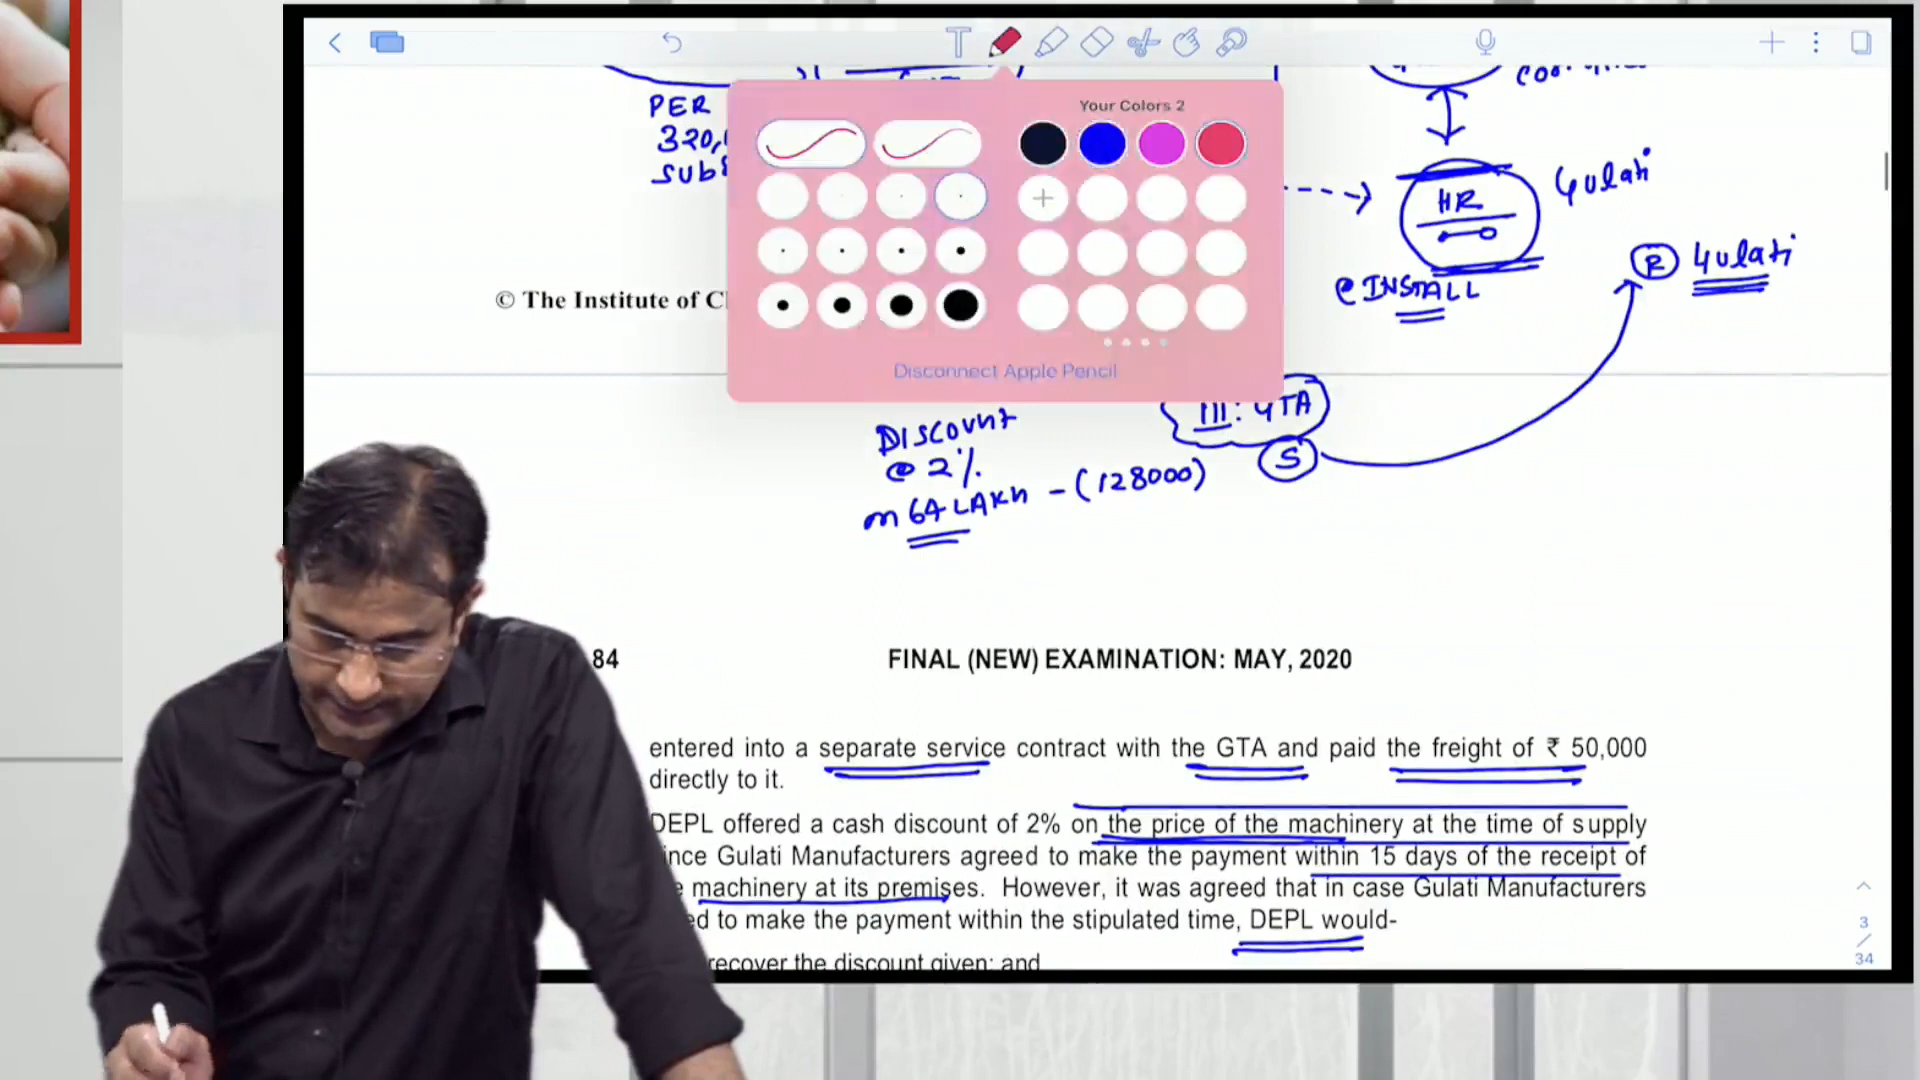 Your Colors 2
PER
320,
SUBS
Gulati
HR
R Gulati
@ INSTALL
© The Institute of C
Disconnect Apple Pencil
III: GTA
DISCOUNT
@ 2%
S
m 64 LAKH - (128000)
84
FINAL (NEW) EXAMINATION: MAY, 2020
entered into a separate service contract with the GTA and paid the freight of ₹ 50,000
directly to it.
DEPL offered a cash discount of 2% on the price of the machinery at the time of supply
ince Gulati Manufacturers agreed to make the payment within 15 days of the receipt of
e machinery at its premises. However, it was agreed that in case Gulati Manufacturers
ed to make the payment within the stipulated time, DEPL would-
recover the discount given; and
3
/
34